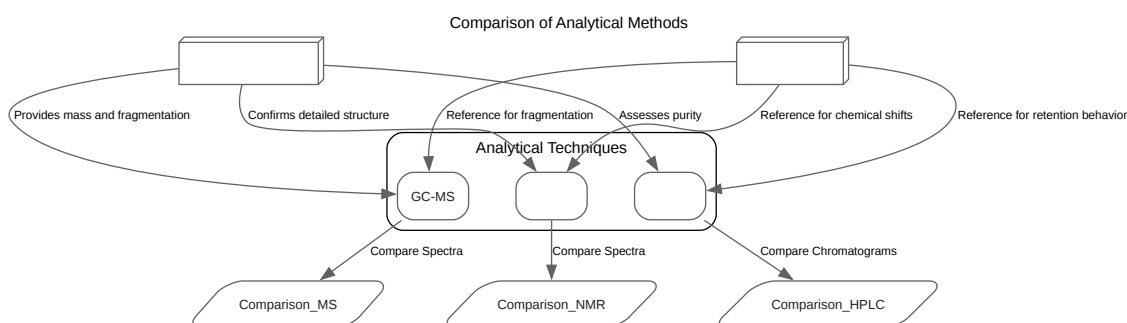 Comparison of Analytical Methods
Provides mass and fragmentation
Confirms detailed structure
Reference for fragmentation
Assesses purity
Reference for chemical shifts
Reference for retention behavior
Analytical Techniques
GC-MS
Compare Spectra
Compare Spectra
Compare Chromatograms
Comparison_MS
Comparison_NMR
Comparison_HPLC